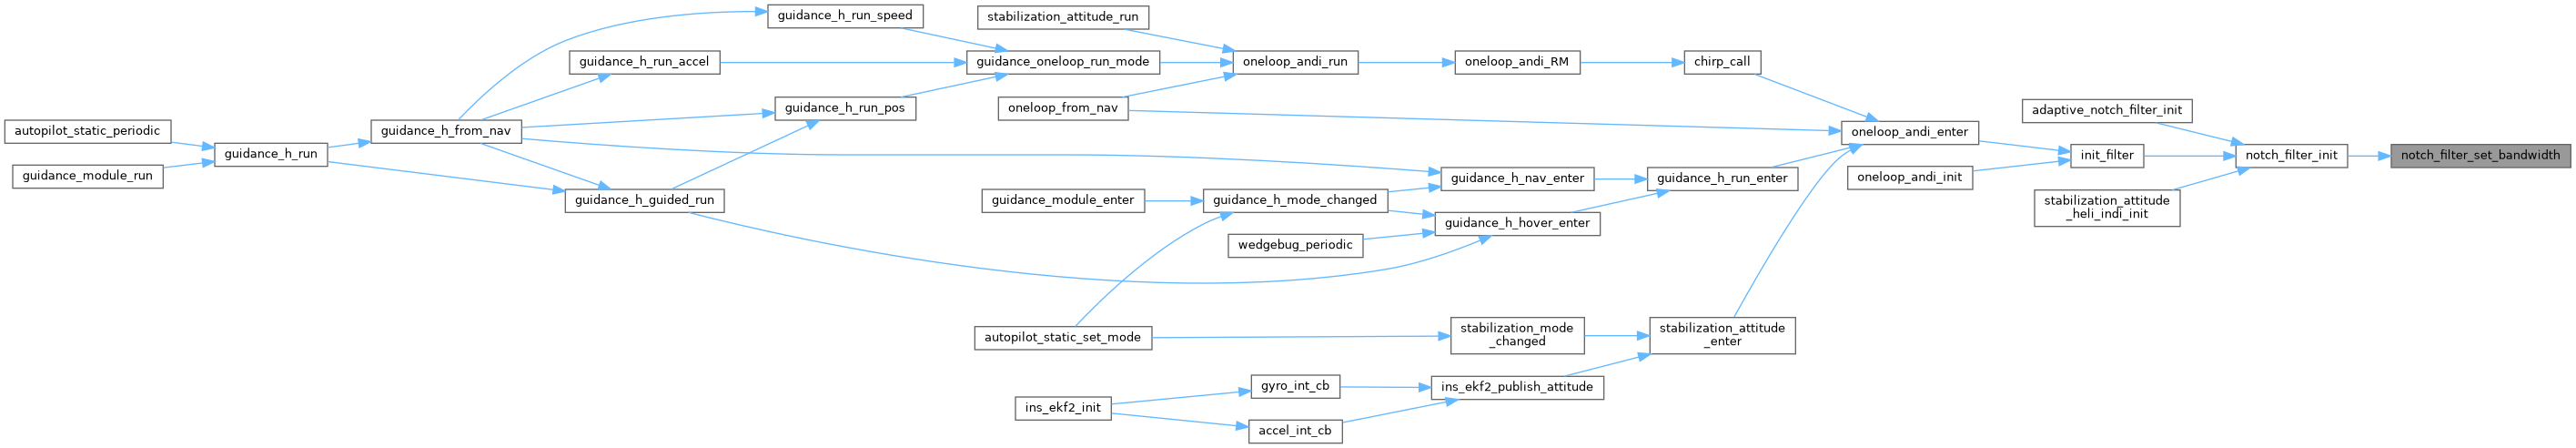 guidance_h_run_speed
stabilization_attitude_run
guidance_h_run_accel
guidance_oneloop_run_mode
oneloop_andi_run
oneloop_andi_RM
chirp_call
guidance_h_run_pos
oneloop_from_nav
adaptive_notch_filter_init
autopilot_static_periodic
guidance_h_from_nav
oneloop_andi_enter
guidance_h_run
init_filter
notch_filter_init
notch_filter_set_bandwidth
guidance_module_run
guidance_h_nav_enter
guidance_h_run_enter
oneloop_andi_init
guidance_h_guided_run
guidance_module_enter
guidance_h_mode_changed
stabilization_attitude
_heli_indi_init
guidance_h_hover_enter
wedgebug_periodic
autopilot_static_set_mode
stabilization_mode
_changed
stabilization_attitude
_enter
gyro_int_cb
ins_ekf2_publish_attitude
ins_ekf2_init
accel_int_cb